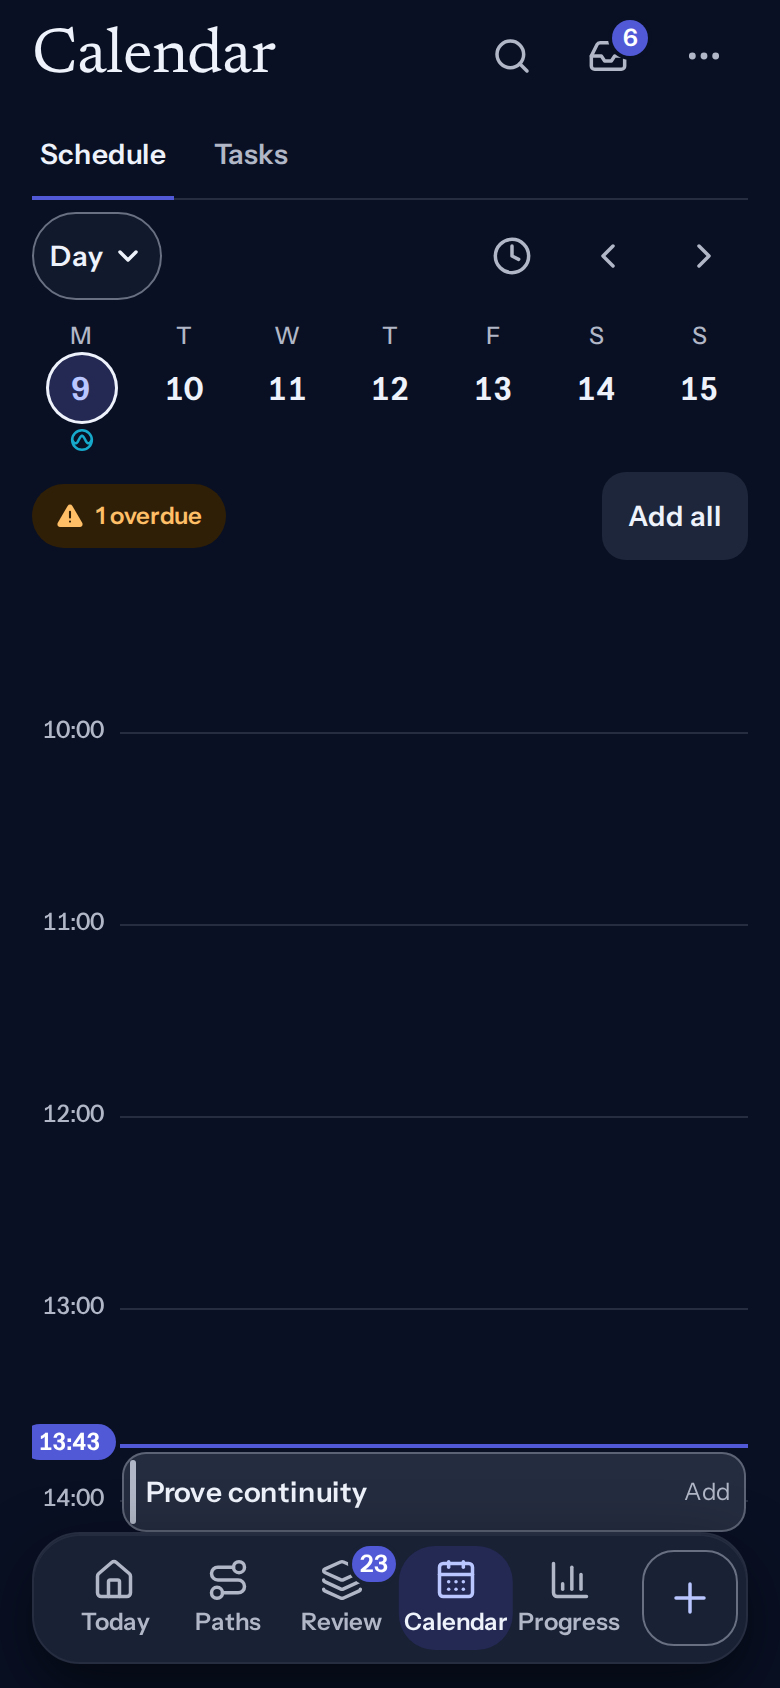 Calendar
6
Schedule Tasks
Day
M T W T F S S
9 10 11 12 13 14 15
1 overdue
Add all
10:00
11:00
12:00
13:00
13:43
14:00
Prove continuity Add
23
Today Paths Review Calendar Progress